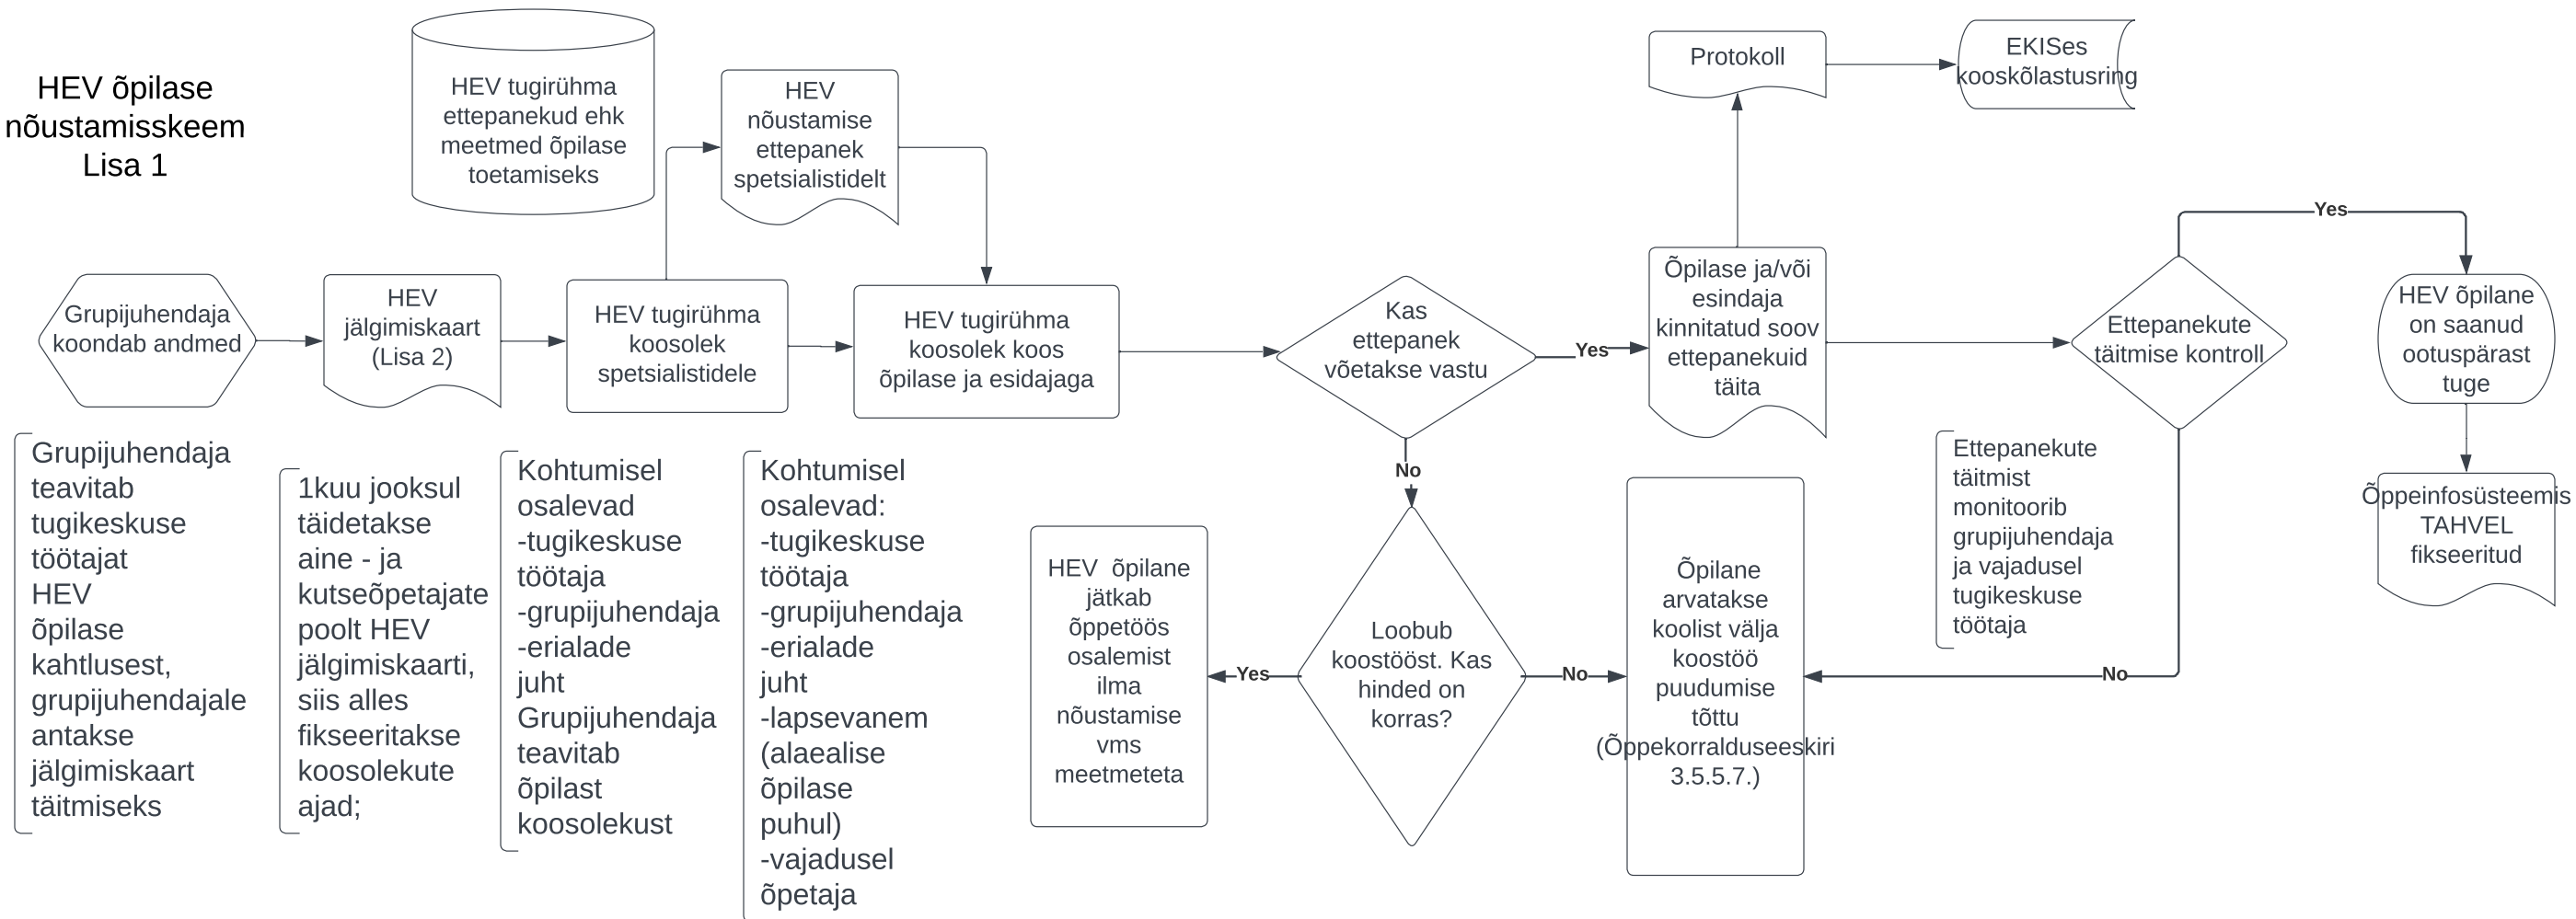 HEV õpilase
nõustamisskeem
Lisa 1
HEV tugirühma
ettepanekud ehk
meetmed õpilase
toetamiseks
HEV
nõustamise
ettepanek
spetsialistidelt
Protokoll
EKISes
kooskõlastusring
Grupijuhendaja
koondab andmed
HEV
jälgimiskaart
(Lisa 2)
HEV tugirühma
koosolek
spetsialistidele
HEV tugirühma
koosolek koos
õpilase ja esidajaga
Kas
ettepanek
võetakse vastu
Yes
No
Õpilase ja/või
esindaja
kinnitatud soov
ettepanekuid
täita
Ettepanekute
täitmise kontroll
Yes
HEV õpilane
on saanud
ootuspärast
tuge
Õppeinfosüsteemis
TAHVEL
fikseeritud
Grupijuhendaja
teavitab
tugikeskuse
töötajat
HEV
õpilase
kahtlusest,
grupijuhendajale
antakse
jälgimiskaart
täitmiseks
1kuu jooksul
täidetakse
aine - ja
kutseõpetajate
poolt HEV
jälgimiskaarti,
siis alles
fikseeritakse
koosolekute
ajad;
Kohtumisel
osalevad
-tugikeskuse
töötaja
-grupijuhendaja
-erialade
juht
Grupijuhendaja
teavitab
õpilast
koosolekust
Kohtumisel
osalevad:
-tugikeskuse
töötaja
-grupijuhendaja
-erialade
juht
-lapsevanem
(alaealise
õpilase
puhul)
-vajadusel
õpetaja
HEV  õpilane
jätkab
õppetöös
osalemist
ilma
nõustamise
vms
meetmeteta
Yes
Loobub
koostööst. Kas
hinded on
korras?
No
Õpilane
arvatakse
koolist välja
koostöö
puudumise
tõttu
(Õppekorralduseeskiri
3.5.5.7.)
Ettepanekute
täitmist
monitoorib
grupijuhendaja
ja vajadusel
tugikeskuse
töötaja
No